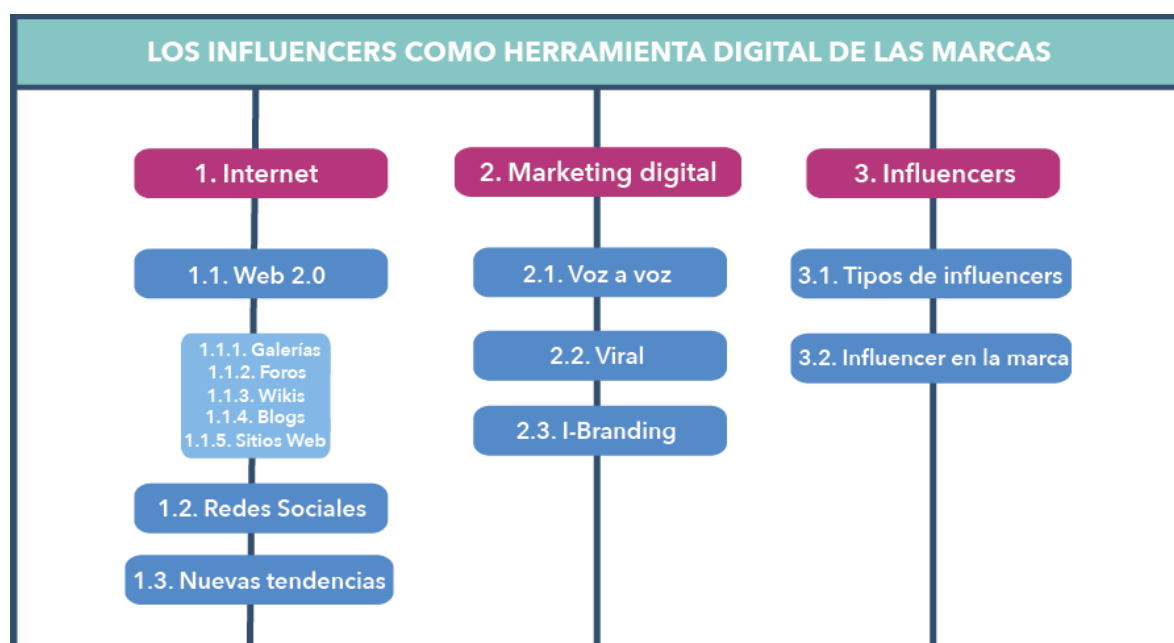 LOS INFLUENCERS COMO HERRAMIENTA DIGITAL DE LAS MARCAS
1. Internet
1.1. Web 2.0
1.1.1. Galerías
1.1.2. Foros
1.1.3. Wikis
1.1.4. Blogs
1.1.5. Sitios Web
1.2. Redes Sociales
1.3. Nuevas tendencias
2. Marketing digital
2.1. Voz a voz
2.2. Viral
2.3. I-Branding
3. Influencers
3.1. Tipos de influencers
3.2. Influencer en la marca